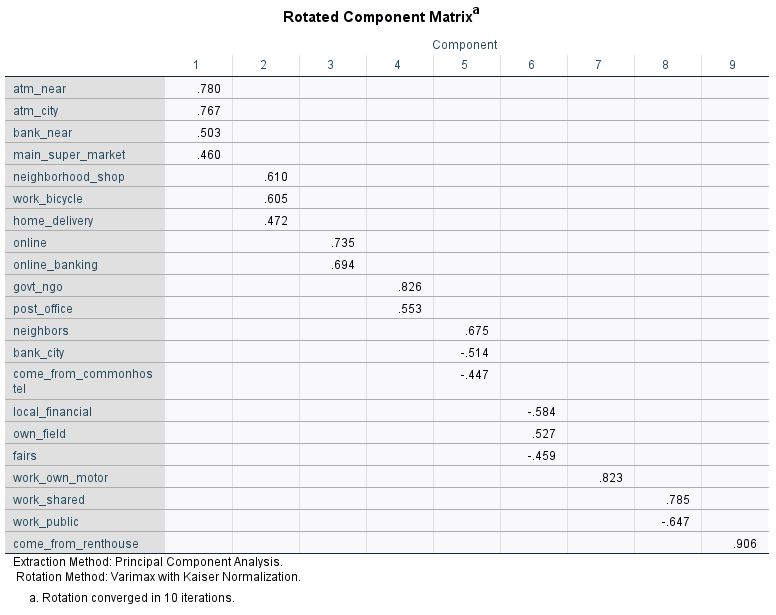 Rotated Component Matrixa
Component
1 2 3 4 5 6 7 8 9
atm_near .780
atm_city .767
bank_near .503
main_super_market .460
neighborhood_shop .610
work_bicycle .605
home_delivery .472
online .735
online_banking .694
govt_ngo .826
post_office .553
neighbors .675
bank_city -.514
come_from_commonhos -.447
tel
local_financial -.584
own_field .527
fairs -.459
work_own_motor .823
work_shared .785
work_public -.647
come_from_renthouse .906
Extraction Method: Principal Component Analysis.
Rotation Method: Varimax with Kaiser Normalization.
a. Rotation converged in 10 iterations.